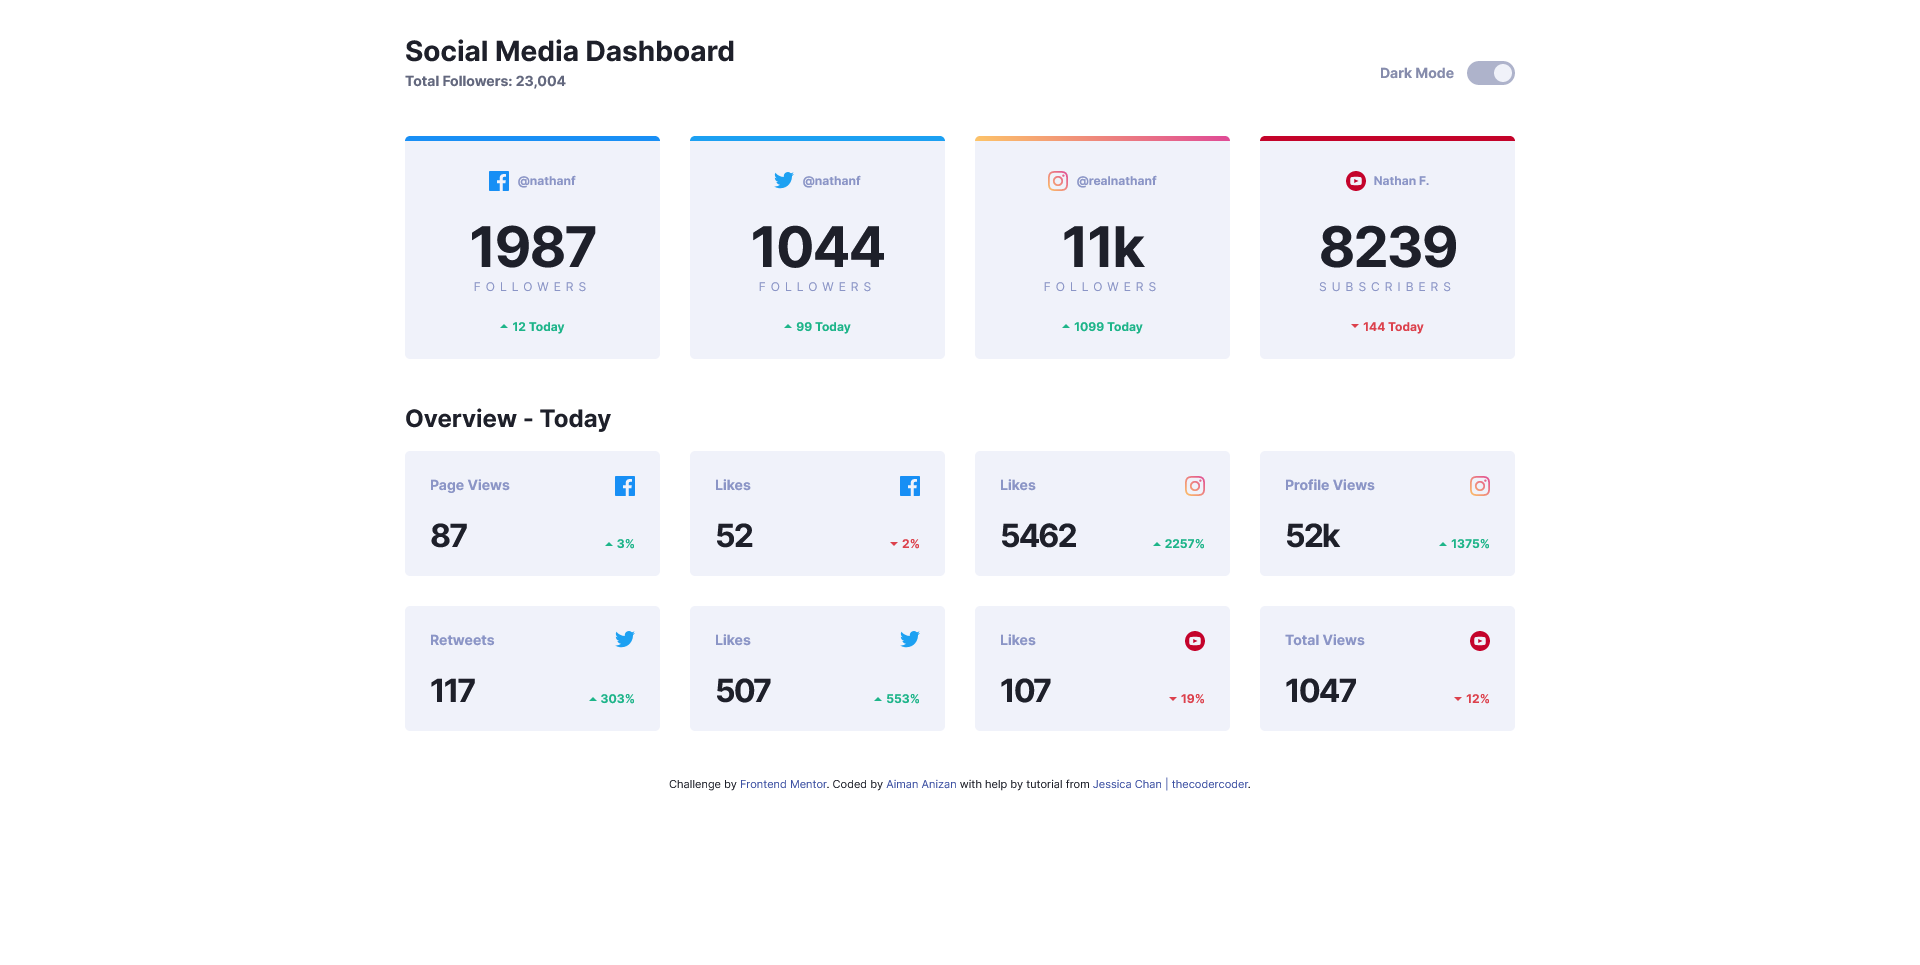 Social Media Dashboard
Total Followers: 23,004
Dark Mode
@nathanf
1987
FOLLOWERS
12 Today
@nathanf
1044
FOLLOWERS
99 Today
@realnathanf
11k
FOLLOWERS
1099 Today
Nathan F.
8239
SUBSCRIBERS
144 Today
Overview - Today
Page Views
87
3%
Likes
52
2%
Likes
5462
2257%
Profile Views
52k
1375%
Retweets
117
303%
Likes
507
553%
Likes
107
19%
Total Views
1047
12%
Challenge by Frontend Mentor. Coded by Aiman Anizan with help by tutorial from Jessica Chan | thecodercoder.